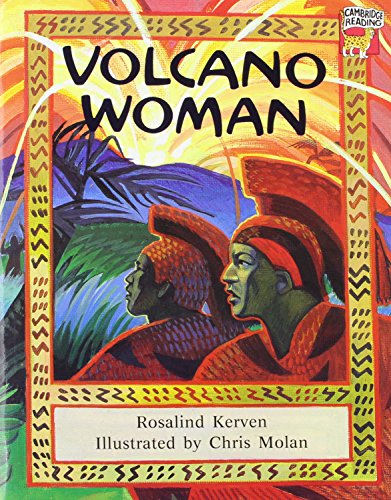 CAMBRIDGE
READING
VOLCANO
WOMAN
Rosalind Kerven
Illustrated by Chris Molan